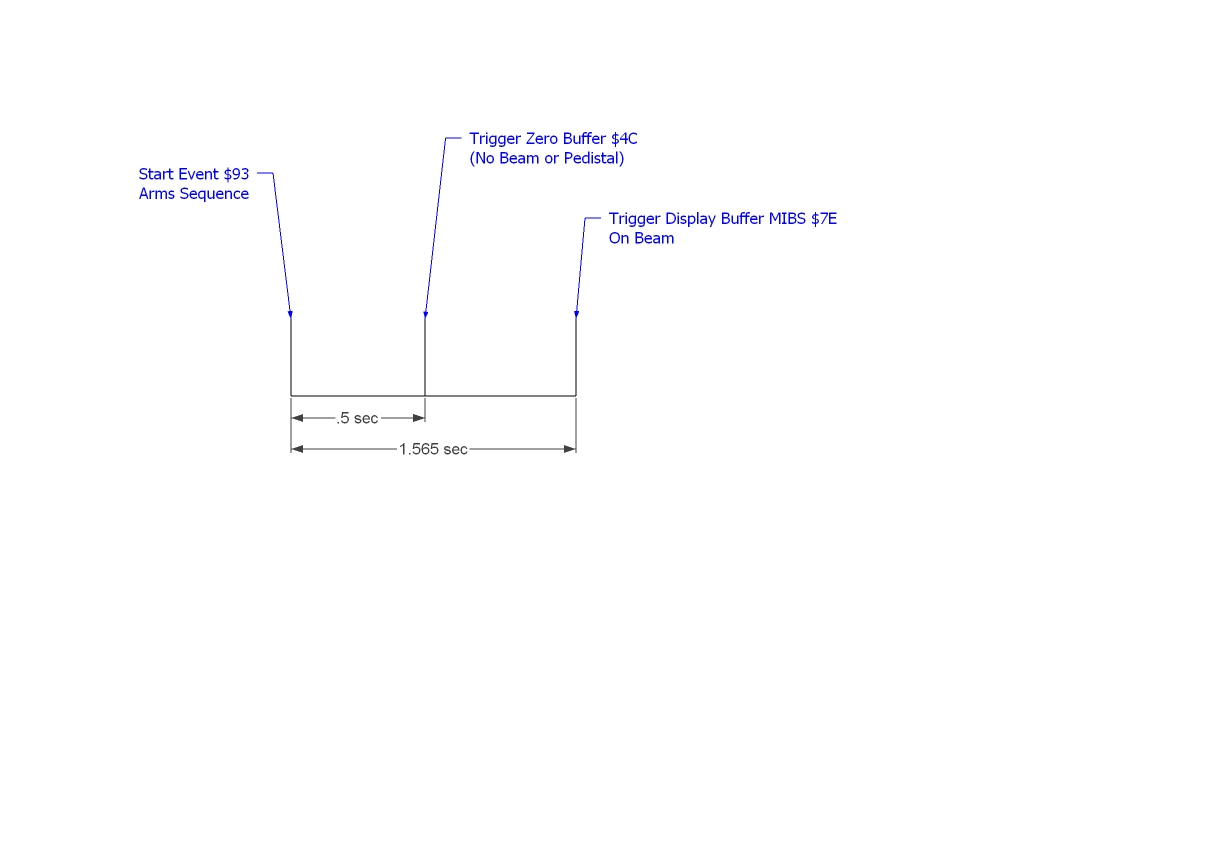 Trigger Zero Buffer $4C
(No Beam or Pedistal)
Start Event $93
Arms Sequence
Trigger Display Buffer MIBS $7E
On Beam
.5 sec
1.565 sec